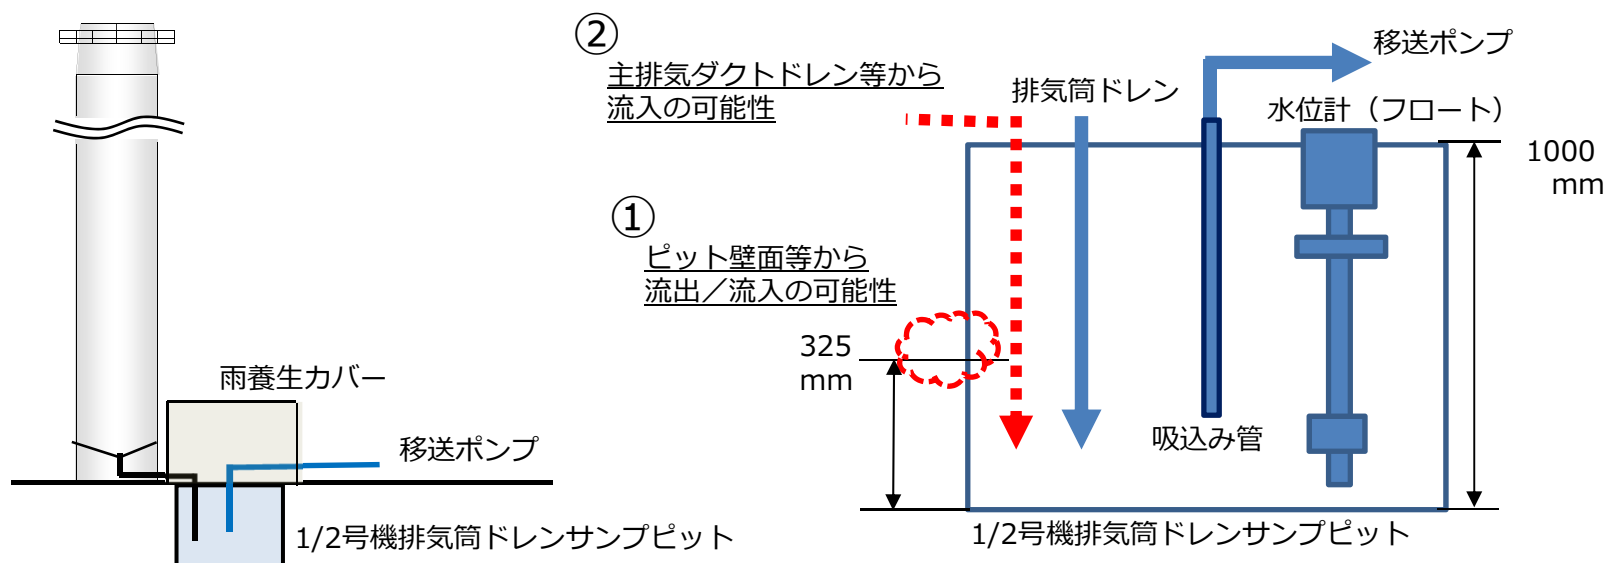 雨養生カバー
移送ポンプ
1/2号機排気筒ドレンサンプピット
②
主排気ダクトドレン等から
流入の可能性
排気筒ドレン
移送ポンプ
水位計（フロート）
1000
mm
①
ピット壁面等から
流出／流入の可能性
325
mm
吸込み管
1/2号機排気筒ドレンサンプピット